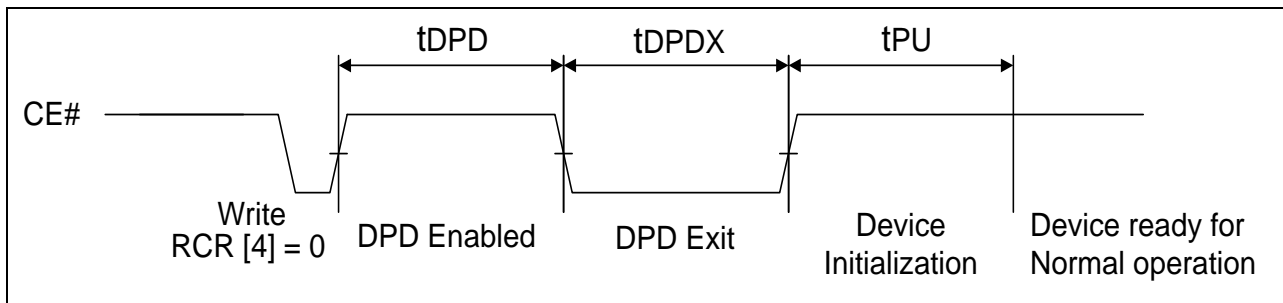 tDPD
tDPDX
tPU
CE#
Write
RCR [4] = 0
DPD Enabled
DPD Exit
Device
Initialization
Device ready for
Normal operation